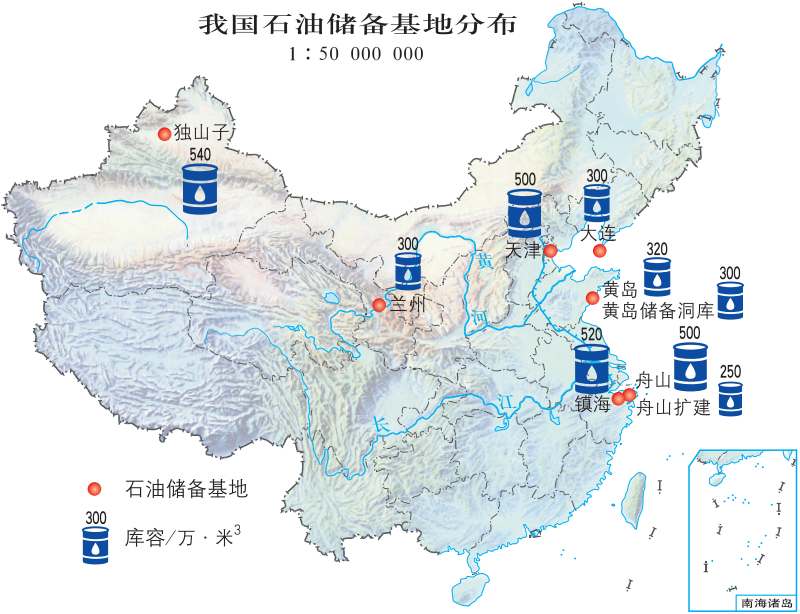 我国石油储备基地分布
1∶50 000 000
独山子
540
500
300
天津
大连
300
兰州
黄
河
320
黄岛
300
黄岛储备洞库
520
镇海
500
舟山
250
舟山扩建
长
江
石油储备基地
300
库容/万·米³
南海诸岛